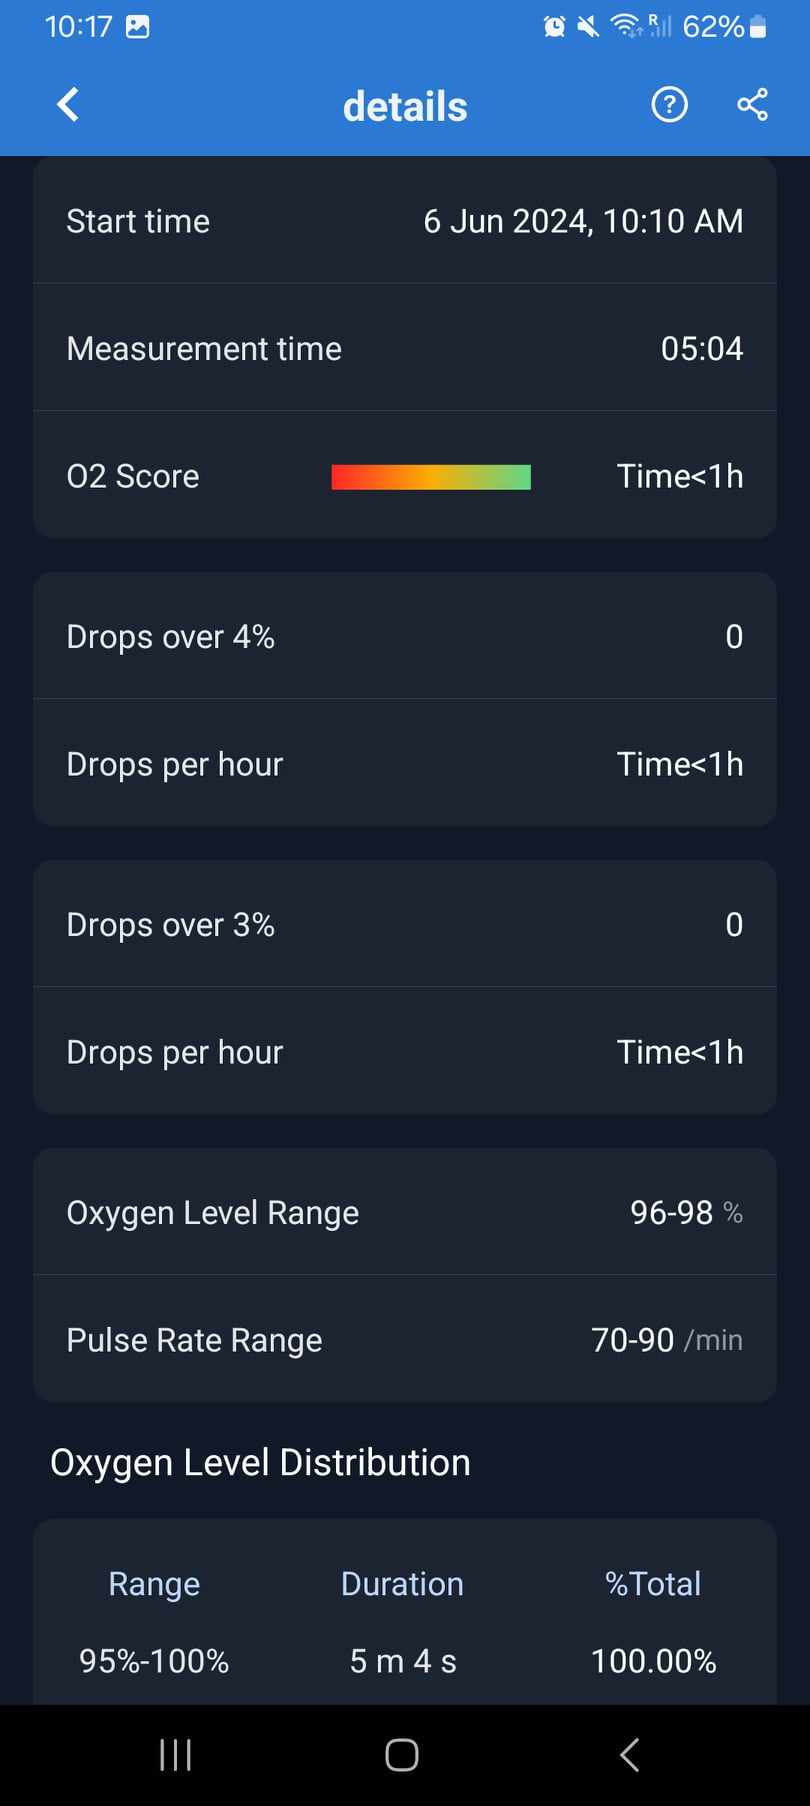 10:17 R 62%
details ?
Start time 6 Jun 2024, 10:10 AM
Measurement time 05:04
O2 Score Time<1h
Drops over 4% 0
Drops per hour Time<1h
Drops over 3% 0
Drops per hour Time<1h
Oxygen Level Range 96-98 %
Pulse Rate Range 70-90 /min
Oxygen Level Distribution
Range Duration %Total
95%-100% 5 m 4 s 100.00%